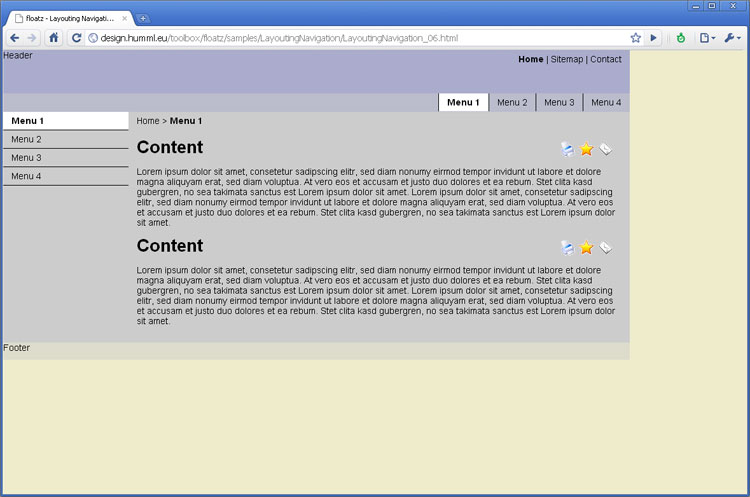 floatz - Layouting Navigati...
design.humml.eu/toolbox/floatz/samples/LayoutingNavigation/LayoutingNavigation_06.html
Header
Home | Sitemap | Contact
Menu 1 Menu 2 Menu 3 Menu 4
Menu 1
Menu 2
Menu 3
Menu 4
Home > Menu 1
Content
Lorem ipsum dolor sit amet, consetetur sadipscing elitr, sed diam nonumy eirmod tempor invidunt ut labore et dolore
magna aliquyam erat, sed diam voluptua. At vero eos et accusam et justo duo dolores et ea rebum. Stet clita kasd
gubergren, no sea takimata sanctus est Lorem ipsum dolor sit amet. Lorem ipsum dolor sit amet, consetetur sadipscing
elitr, sed diam nonumy eirmod tempor invidunt ut labore et dolore magna aliquyam erat, sed diam voluptua. At vero eos
et accusam et justo duo dolores et ea rebum. Stet clita kasd gubergren, no sea takimata sanctus est Lorem ipsum dolor
sit amet.
Content
Lorem ipsum dolor sit amet, consetetur sadipscing elitr, sed diam nonumy eirmod tempor invidunt ut labore et dolore
magna aliquyam erat, sed diam voluptua. At vero eos et accusam et justo duo dolores et ea rebum. Stet clita kasd
gubergren, no sea takimata sanctus est Lorem ipsum dolor sit amet. Lorem ipsum dolor sit amet, consetetur sadipscing
elitr, sed diam nonumy eirmod tempor invidunt ut labore et dolore magna aliquyam erat, sed diam voluptua. At vero eos
et accusam et justo duo dolores et ea rebum. Stet clita kasd gubergren, no sea takimata sanctus est Lorem ipsum dolor
sit amet.
Footer